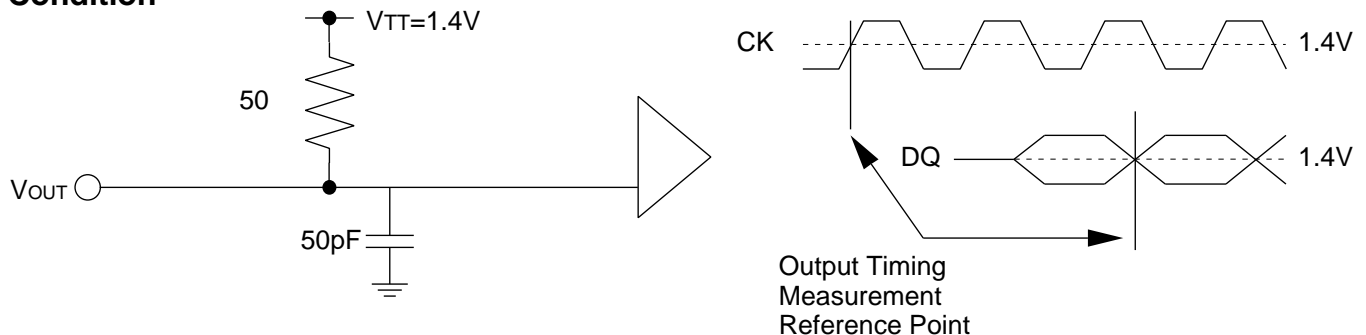 Condition
VTT=1.4V
50
VOUT
50pF
CK
1.4V
DQ
1.4V
Output Timing
Measurement
Reference Point